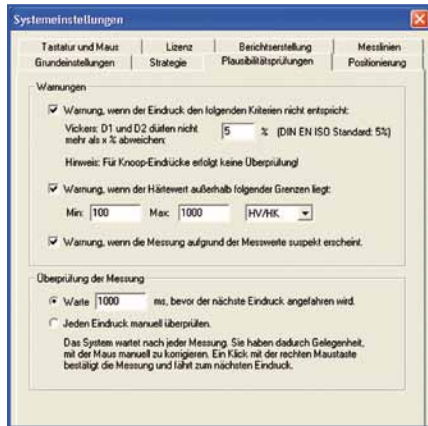 Systemeinstellungen
Tastatur und Maus Lizenz Berichtserstellung Messlinien
Grundeinstellungen Strategie Plausibilitätsprüfungen Positionierung
Warnungen
Warnung, wenn der Eindruck den folgenden Kriterien nicht entspricht:
Vickers: D1 und D2 dürfen nicht
mehr als x % abweichen: 5 % (DIN EN ISO Standard: 5%)
Hinweis: Für Knoop-Eindrücke erfolgt keine Überprüfung!
Warnung, wenn der Härtewert außerhalb folgender Grenzen liegt:
Min: 100 Max: 1000 HV/HK
Warnung, wenn die Messung aufgrund der Messwerte suspekt erscheint.
Überprüfung der Messung
Warte 1000 ms, bevor der nächste Eindruck angefahren wird.
Jeden Eindruck manuell überprüfen.
Das System wartet nach jeder Messung. Sie haben dadurch Gelegenheit,
mit der Maus manuell zu korrigieren. Ein Klick mit der rechten Maustaste
bestätigt die Messung und fährt zum nächsten Eindruck.